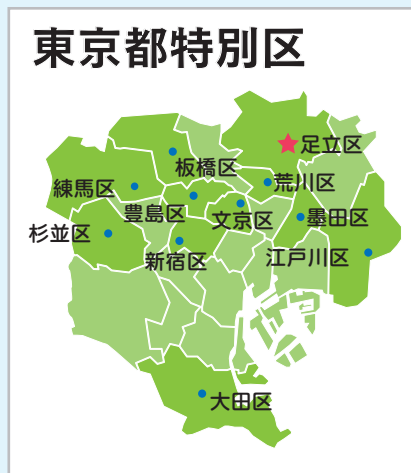 東京都特別区
足立区
板橋区
荒川区
練馬区
豊島区
文京区
墨田区
杉並区
新宿区
江戸川区
大田区